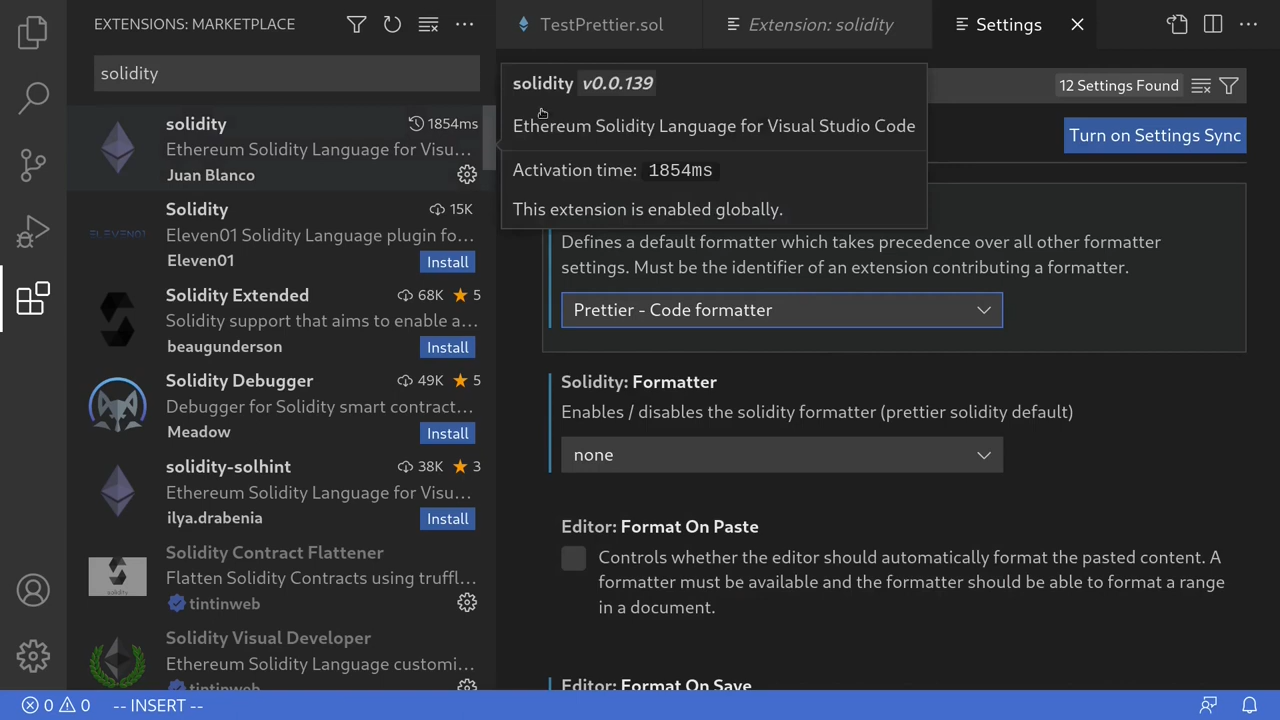 EXTENSIONS: MARKETPLACE
solidity
solidity 1854ms
Ethereum Solidity Language for Visu...
Juan Blanco
Solidity 15K
ELEVEN01
Eleven01 Solidity Language plugin fo...
Eleven01 Install
Solidity Extended 68K 5
Solidity support that aims to enable a...
beaugunderson Install
Solidity Debugger 49K 5
Debugger for Solidity smart contract...
Meadow Install
solidity-solhint 38K 3
Ethereum Solidity Language for Visu...
ilya.drabenia Install
Solidity Contract Flattener
Flatten Solidity Contracts using truffl...
solidity
tintinweb
Solidity Visual Developer
Ethereum Solidity Language customi...
tintinweb
TestPrettier.sol Extension: solidity Settings
12 Settings Found
Turn on Settings Sync
solidity v0.0.139
Ethereum Solidity Language for Visual Studio Code
Activation time: 1854ms
This extension is enabled globally.
Defines a default formatter which takes precedence over all other formatter
settings. Must be the identifier of an extension contributing a formatter.
Prettier - Code formatter
Solidity: Formatter
Enables / disables the solidity formatter (prettier solidity default)
none
Editor: Format On Paste
Controls whether the editor should automatically format the pasted content. A
formatter must be available and the formatter should be able to format a range
in a document.
Editor: Format On Save
0 0 -- INSERT --